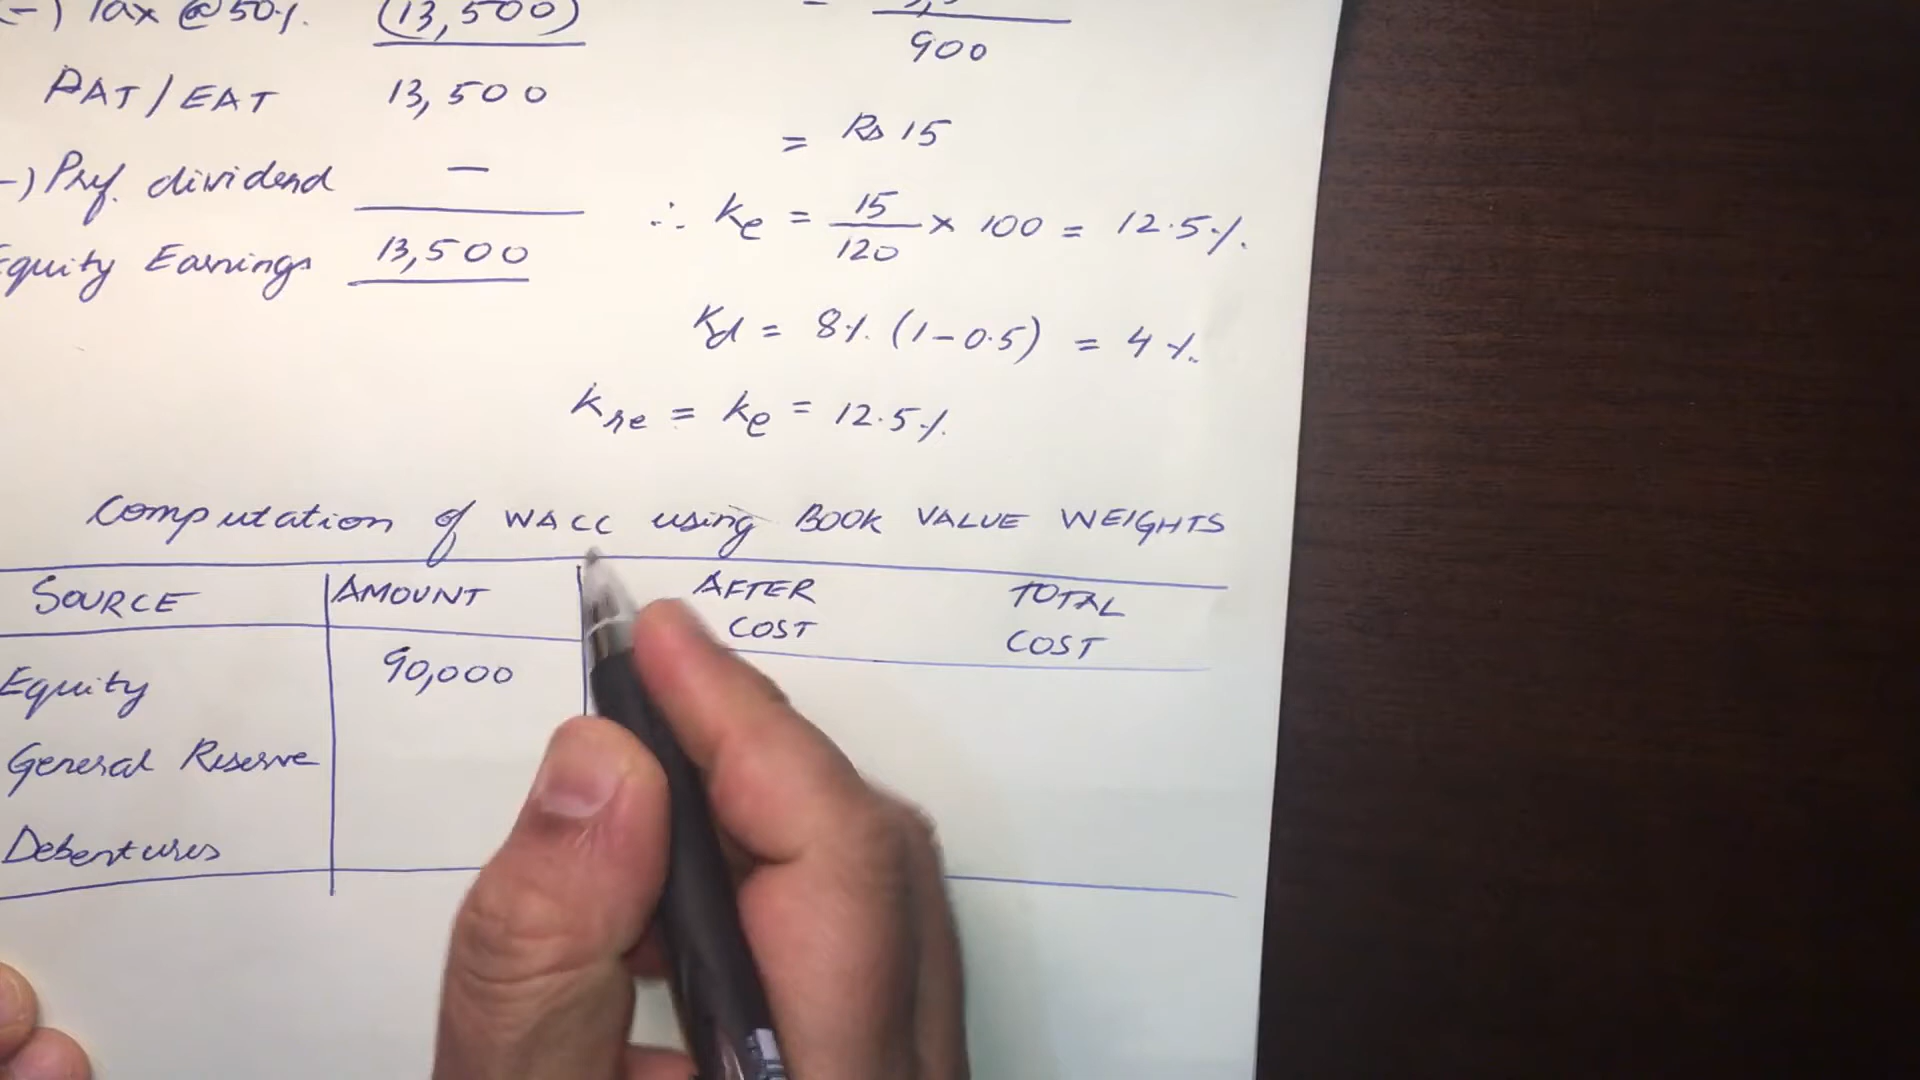 (-) Tax @50%. (13,500)
PAT/EAT 13,500
-) Pref. dividend —
Equity Earnings 13,500
=
900
= Rs 15
∴ Ke = 15/120 × 100 = 12.5%.
Kd = 8%. (1-0.5) = 4%.
Kre = Ke = 12.5%.
Computation of WACC using BOOK VALUE WEIGHTS
SOURCE AMOUNT AFTER COST TOTAL COST
Equity 90,000
General Reserve
Debentures